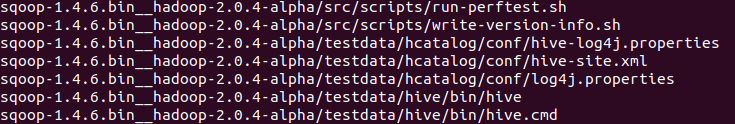 sqoop-1.4.6.bin__hadoop-2.0.4-alpha/src/scripts/run-perftest.sh
sqoop-1.4.6.bin__hadoop-2.0.4-alpha/src/scripts/write-version-info.sh
sqoop-1.4.6.bin__hadoop-2.0.4-alpha/testdata/hcatalog/conf/hive-log4j.properties
sqoop-1.4.6.bin__hadoop-2.0.4-alpha/testdata/hcatalog/conf/hive-site.xml
sqoop-1.4.6.bin__hadoop-2.0.4-alpha/testdata/hcatalog/conf/log4j.properties
sqoop-1.4.6.bin__hadoop-2.0.4-alpha/testdata/hive/bin/hive
sqoop-1.4.6.bin__hadoop-2.0.4-alpha/testdata/hive/bin/hive.cmd